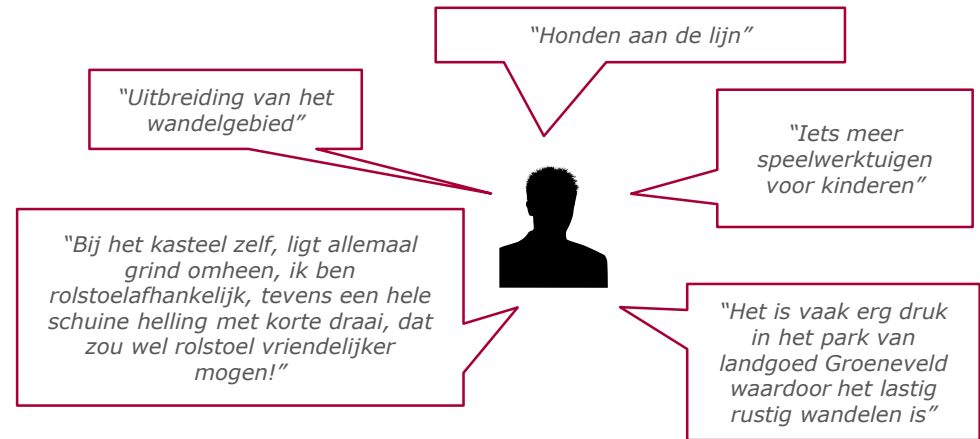 “Honden aan de lijn”
“Uitbreiding van het
wandelgebied”
“Iets meer
speelwerktuigen
voor kinderen”
“Bij het kasteel zelf, ligt allemaal
grind omheen, ik ben
rolstoelafhankelijk, tevens een hele
schuine helling met korte draai, dat
zou wel rolstoel vriendelijker
mogen!”
“Het is vaak erg druk
in het park van
landgoed Groeneveld
waardoor het lastig
rustig wandelen is”